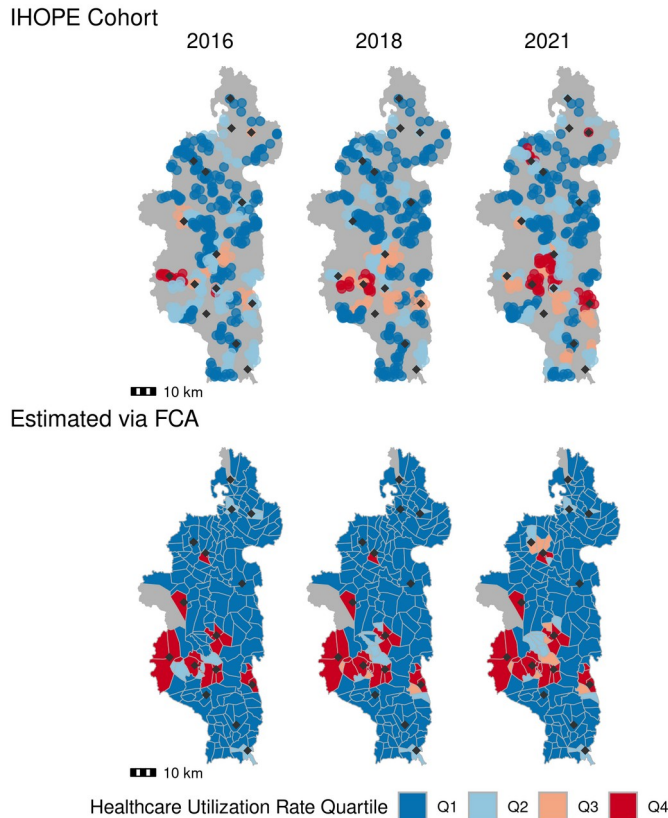 IHOPE Cohort
2016 2018 2021
10 km
Estimated via FCA
10 km
Healthcare Utilization Rate Quartile Q1 Q2 Q3 Q4